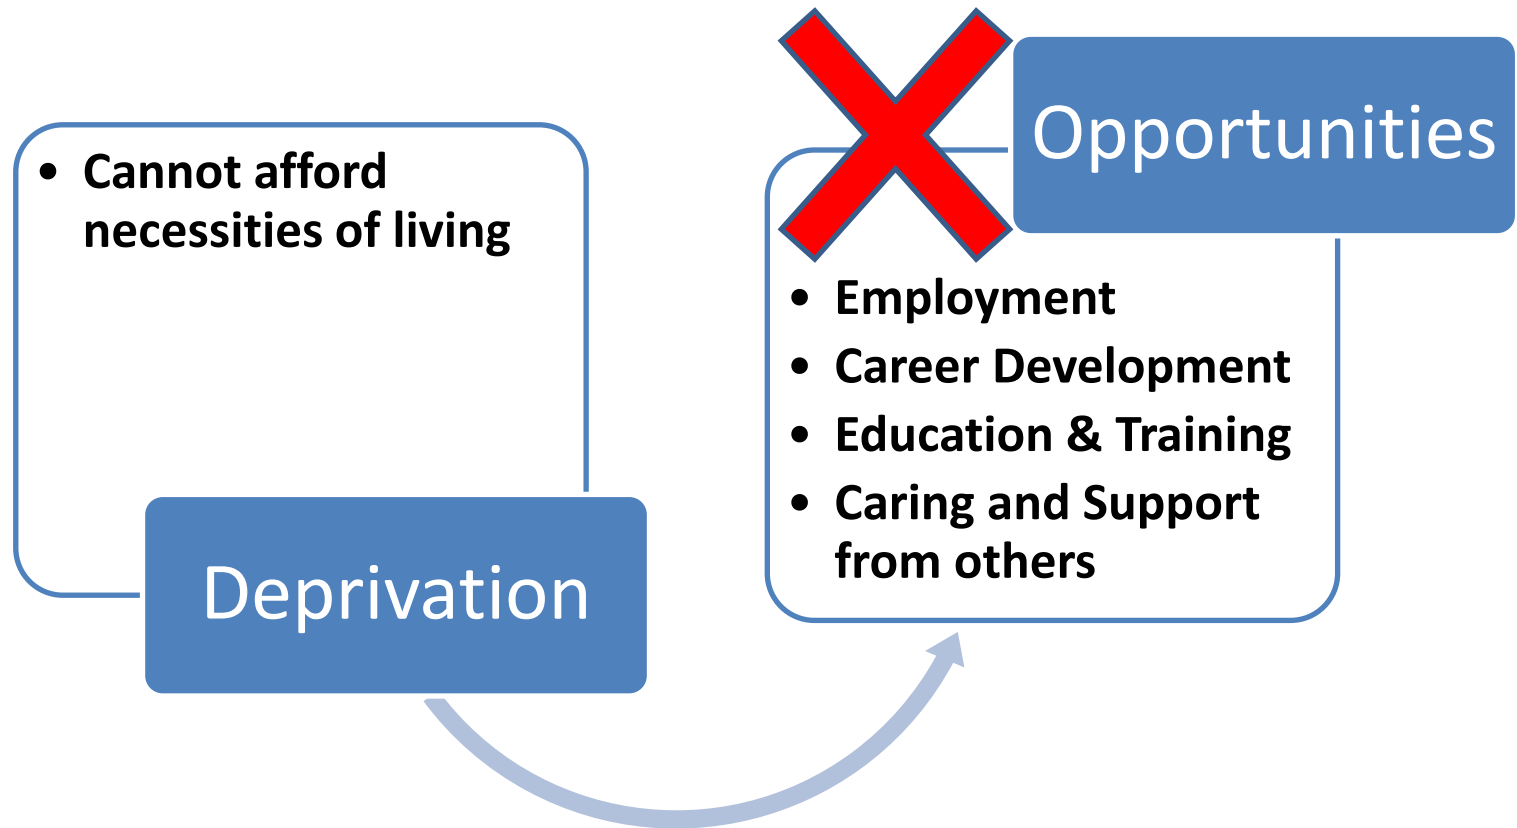 • Cannot afford
necessities of living
Deprivation
Opportunities
• Employment
• Career Development
• Education & Training
• Caring and Support
from others